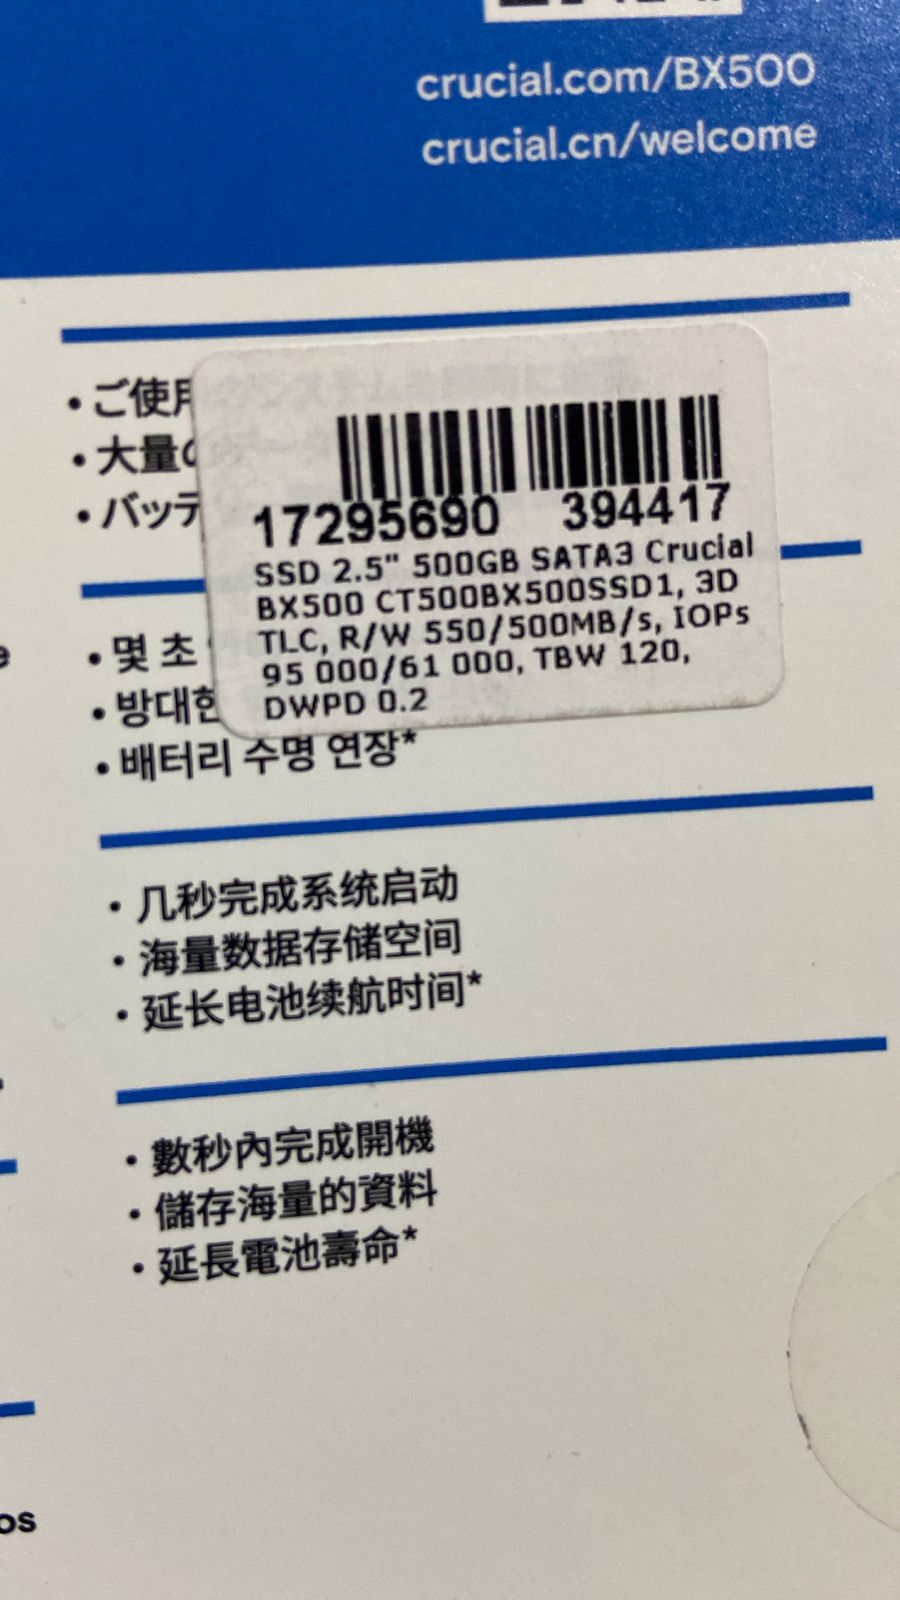 crucial.com/BX500
crucial.cn/welcome
• ご使用
• 大量の
• バッテ
17295690 394417
SSD 2.5" 500GB SATA3 Crucial
BX500 CT500BX500SSD1, 3D
TLC, R/W 550/500MB/s, IOPs
95 000/61 000, TBW 120,
DWPD 0.2
• 몇 초
• 방대한
• 배터리 수명 연장*
• 几秒完成系统启动
• 海量数据存储空间
• 延长电池续航时间*
• 數秒內完成開機
• 儲存海量的資料
• 延長電池壽命*
os